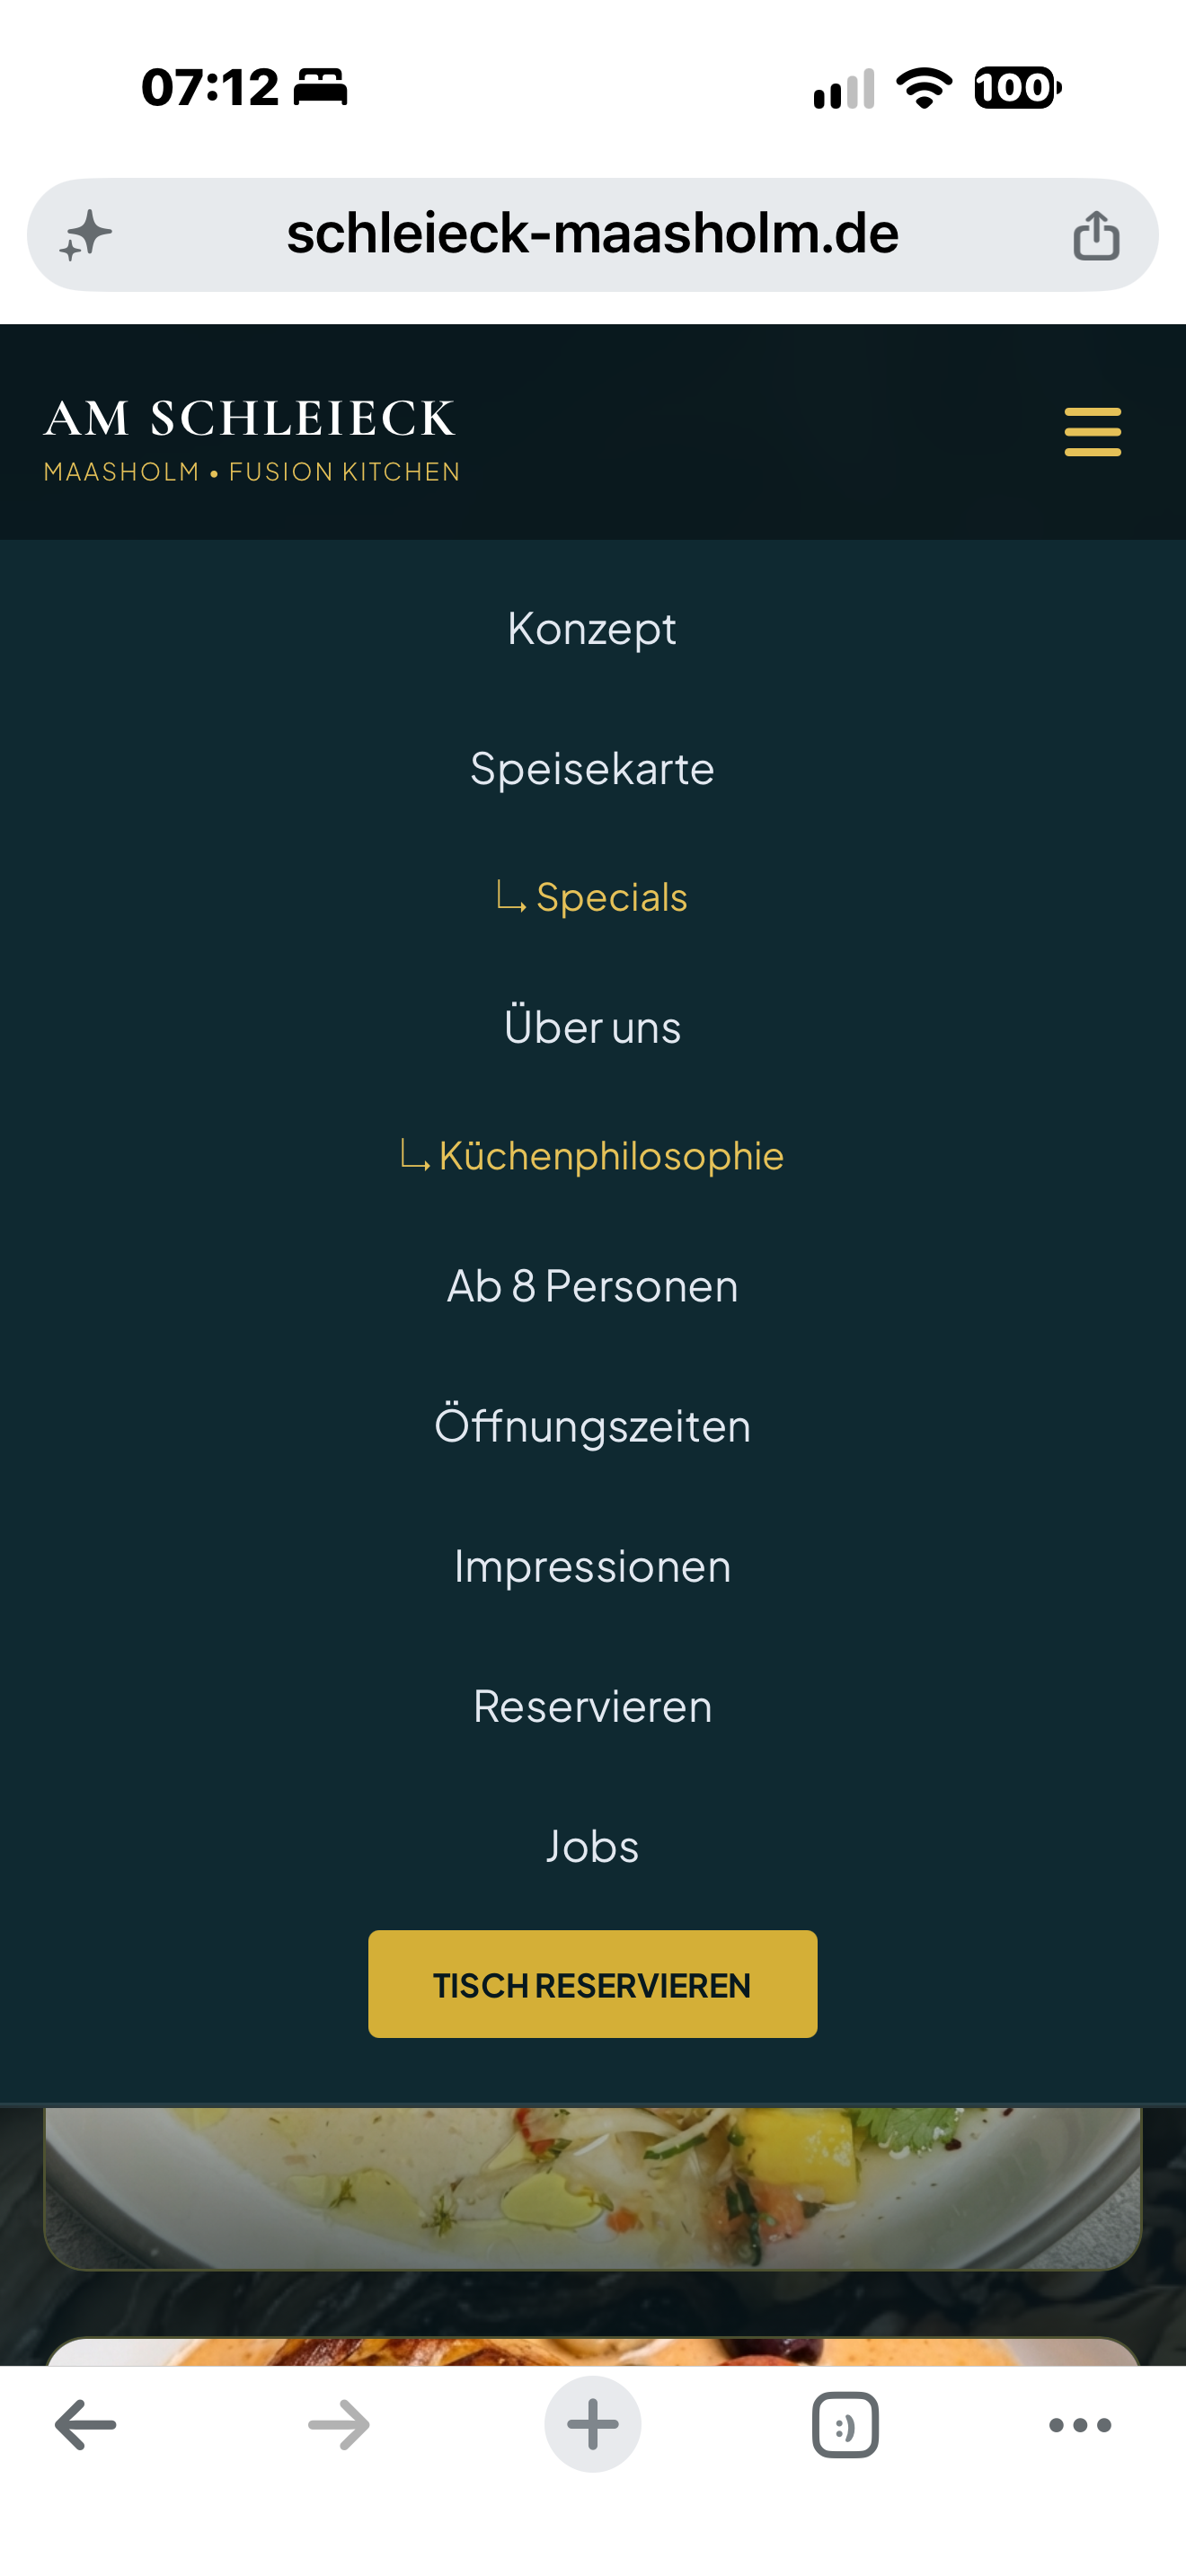 07:12
100
schleieck-maasholm.de
AM SCHLEIECK
MAASHOLM • FUSION KITCHEN
Konzept
Speisekarte
Specials
Über uns
Küchenphilosophie
Ab 8 Personen
Öffnungszeiten
Impressionen
Reservieren
Jobs
TISCH RESERVIEREN
:)